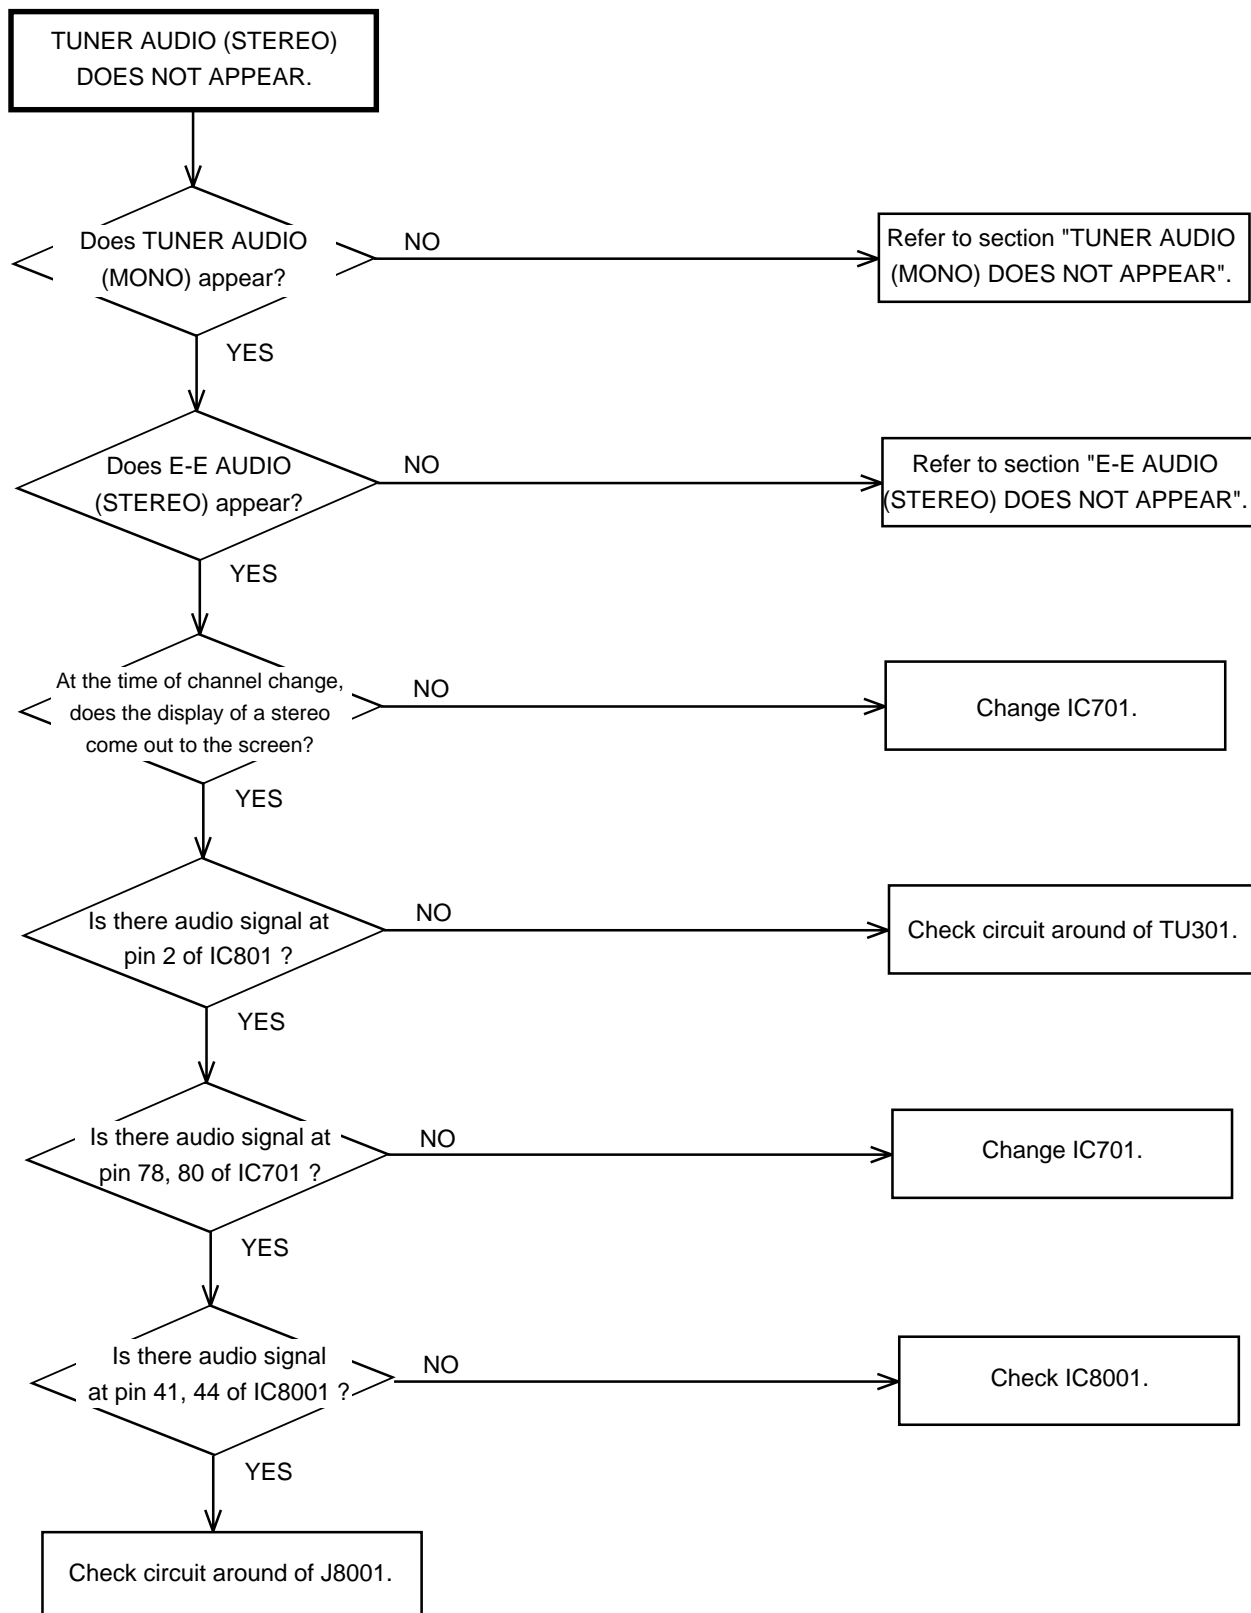 TUNER AUDIO (STEREO)
DOES NOT APPEAR.
Does TUNER AUDIO
(MONO) appear?
NO
Refer to section "TUNER AUDIO
(MONO) DOES NOT APPEAR".
YES
Does E-E AUDIO
(STEREO) appear?
NO
Refer to section "E-E AUDIO
(STEREO) DOES NOT APPEAR".
YES
At the time of channel change,
does the display of a stereo
come out to the screen?
NO
Change IC701.
YES
Is there audio signal at
pin 2 of IC801 ?
NO
Check circuit around of TU301.
YES
Is there audio signal at
pin 78, 80 of IC701 ?
NO
Change IC701.
YES
Is there audio signal
at pin 41, 44 of IC8001 ?
NO
Check IC8001.
YES
Check circuit around of J8001.